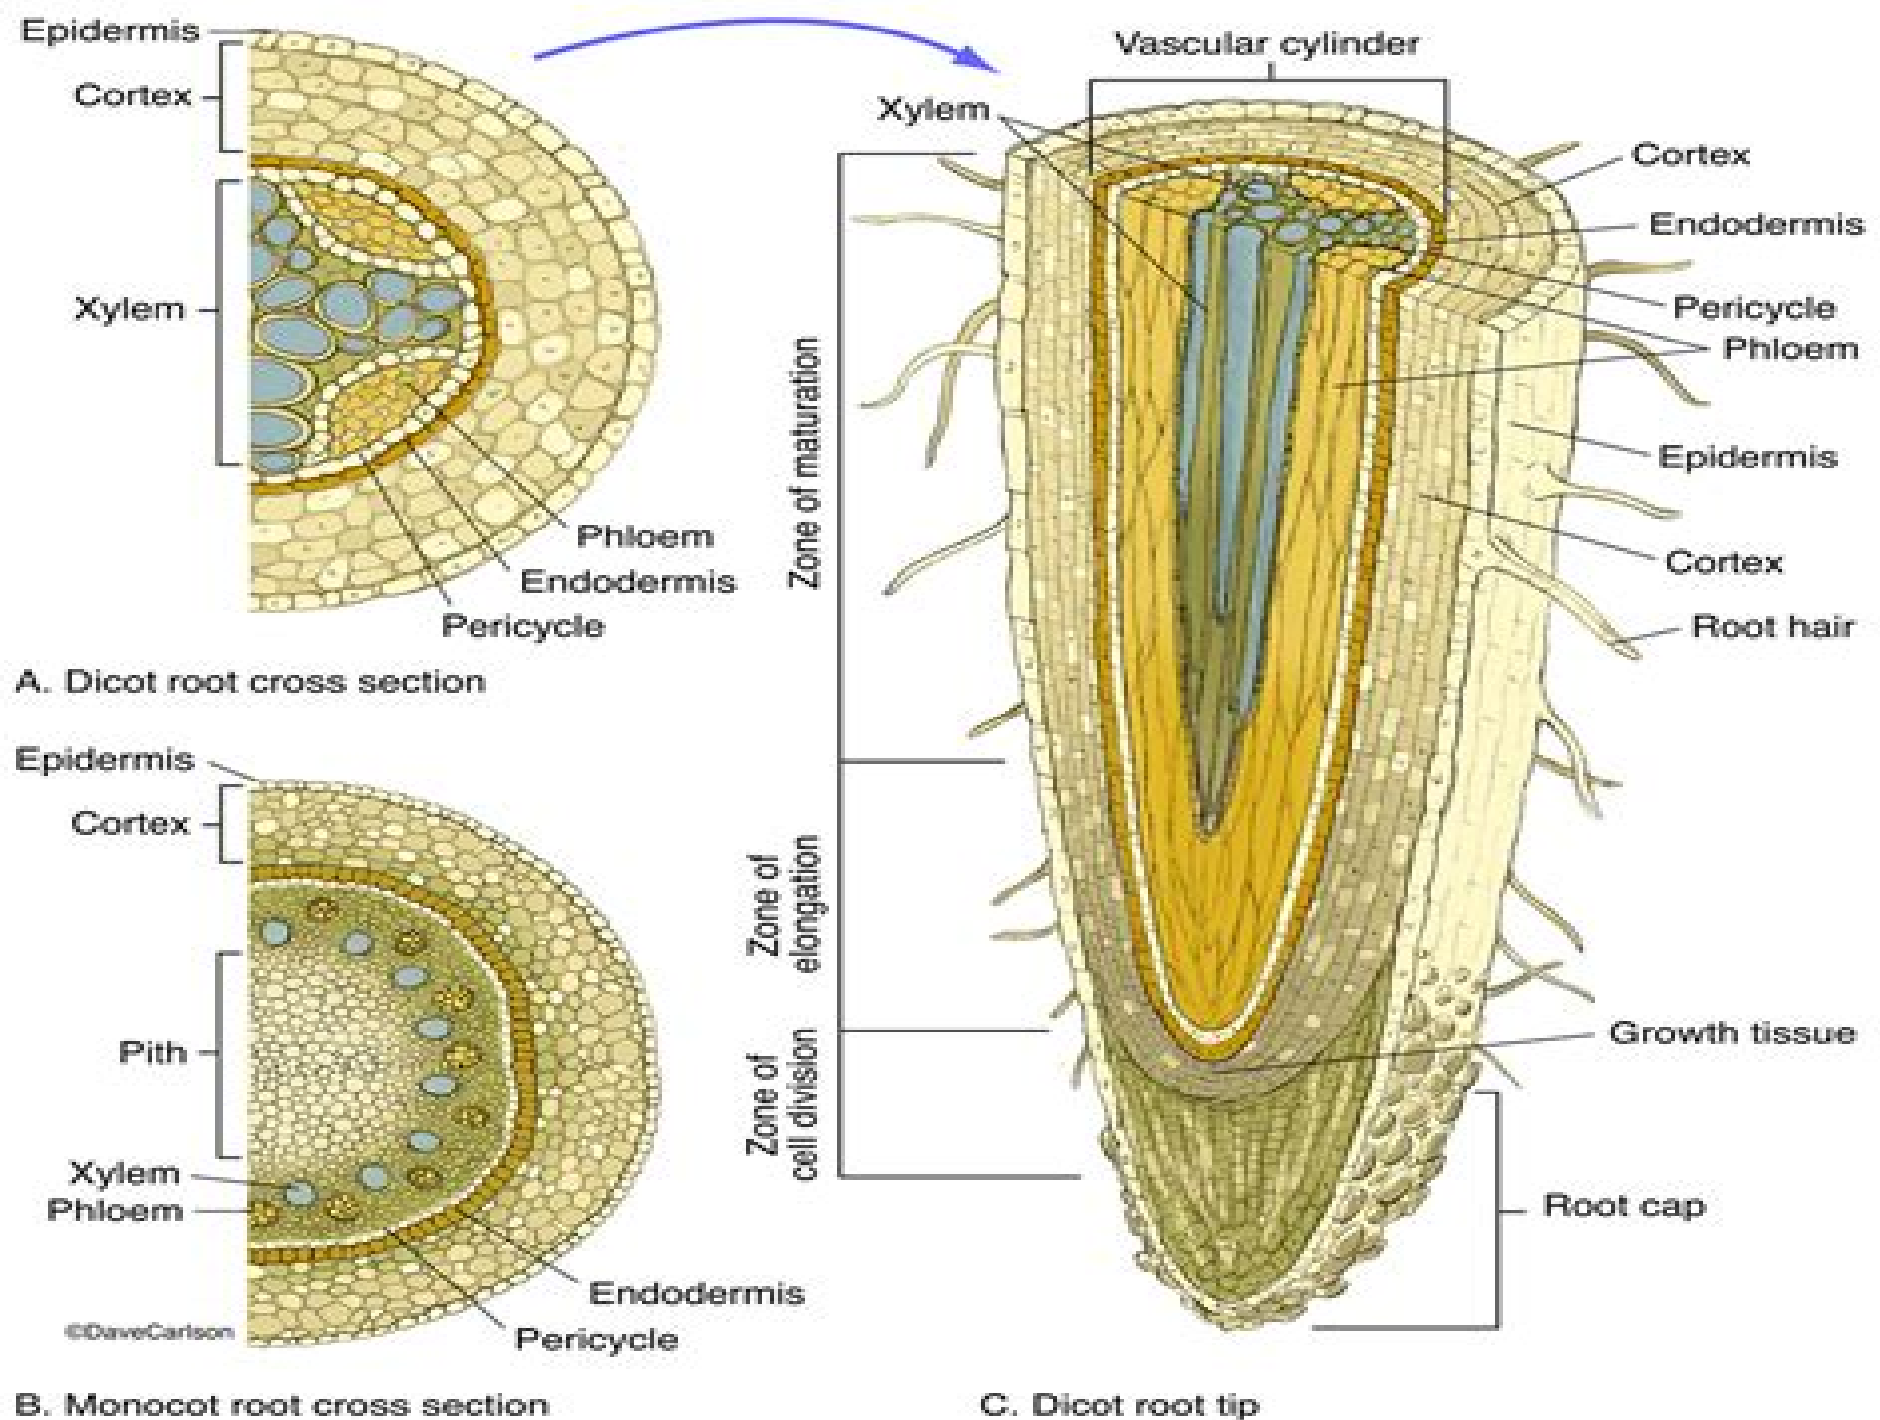 Epidermis
Cortex
Xylem
Phloem
Endodermis
Pericycle
A. Dicot root cross section
Epidermis
Cortex
Pith
Xylem
Phloem
Endodermis
Pericycle
©DaveCarlson
B. Monocot root cross section
Vascular cylinder
Xylem
Cortex
Endodermis
Pericycle
Phloem
Epidermis
Cortex
Root hair
Growth tissue
Root cap
Zone of maturation
Zone of
elongation
Zone of
cell division
C. Dicot root tip